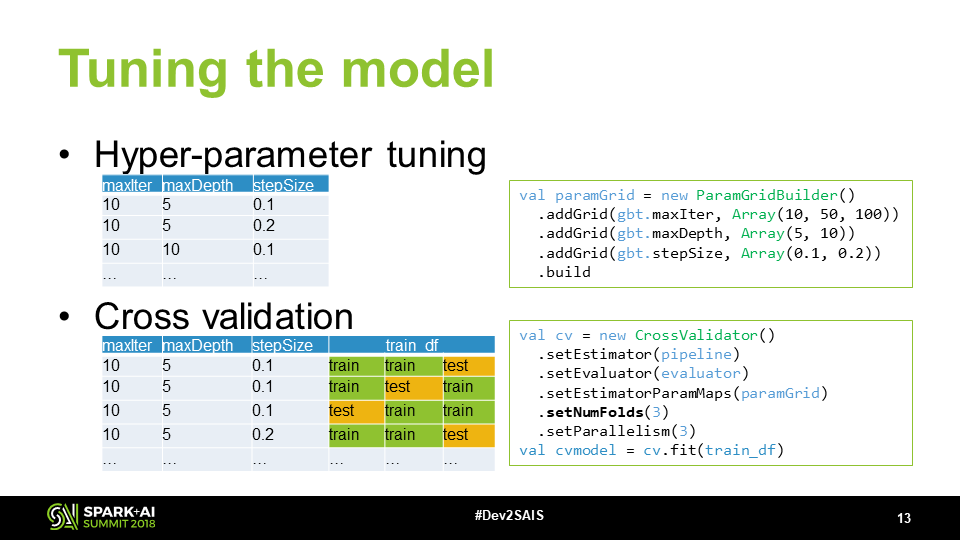 Tuning the model
• Hyper-parameter tuning
maxIter maxDepth stepSize
10 5 0.1
10 5 0.2
10 10 0.1
... ... ...
val paramGrid = new ParamGridBuilder()
.addGrid(gbt.maxIter, Array(10, 50, 100))
.addGrid(gbt.maxDepth, Array(5, 10))
.addGrid(gbt.stepSize, Array(0.1, 0.2))
.build
• Cross validation
maxIter maxDepth stepSize train_df
10 5 0.1 train train test
10 5 0.1 train test train
10 5 0.1 test train train
10 5 0.2 train train test
... ... ... ... ... ...
val cv = new CrossValidator()
.setEstimator(pipeline)
.setEvaluator(evaluator)
.setEstimatorParamMaps(paramGrid)
.setNumFolds(3)
.setParallelism(3)
val cvmodel = cv.fit(train_df)
SPARK+AI
SUMMIT 2018
#Dev2SAIS
13